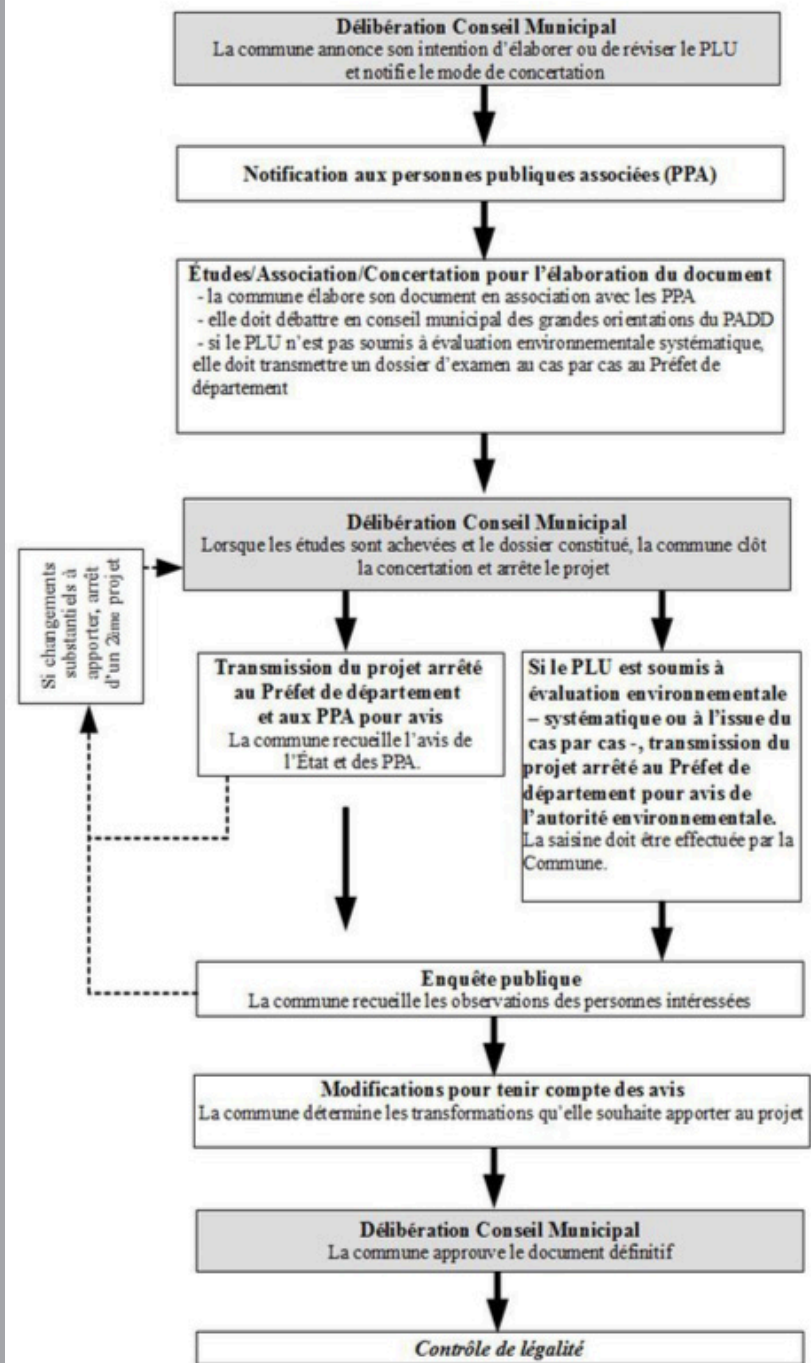 Délibération Conseil Municipal
La commune annonce son intention d'élaborer ou de réviser le PLU
et notifie le mode de concertation
Notification aux personnes publiques associées (PPA)
Études/Association/Concertation pour l'élaboration du document
- la commune élabore son document en association avec les PPA
- elle doit débattre en conseil municipal des grandes orientations du PADD
- si le PLU n'est pas soumis à évaluation environnementale systématique,
elle doit transmettre un dossier d'examen au cas par cas au Préfet de
département
Délibération Conseil Municipal
Lorsque les études sont achevées et le dossier constitué, la commune clôt
la concertation et arrête le projet
Si changements
substantiels à
apporter, arrêt
d'un 2ème projet
Transmission du projet arrêté
au Préfet de département
et aux PPA pour avis
La commune recueille l'avis de
l'État et des PPA.
Si le PLU est soumis à
évaluation environnementale
– systématique ou à l'issue du
cas par cas -, transmission du
projet arrêté au Préfet de
département pour avis de
l'autorité environnementale.
La saisine doit être effectuée par la
Commune.
Enquête publique
La commune recueille les observations des personnes intéressées
Modifications pour tenir compte des avis
La commune détermine les transformations qu'elle souhaite apporter au projet
Délibération Conseil Municipal
La commune approuve le document définitif
Contrôle de légalité